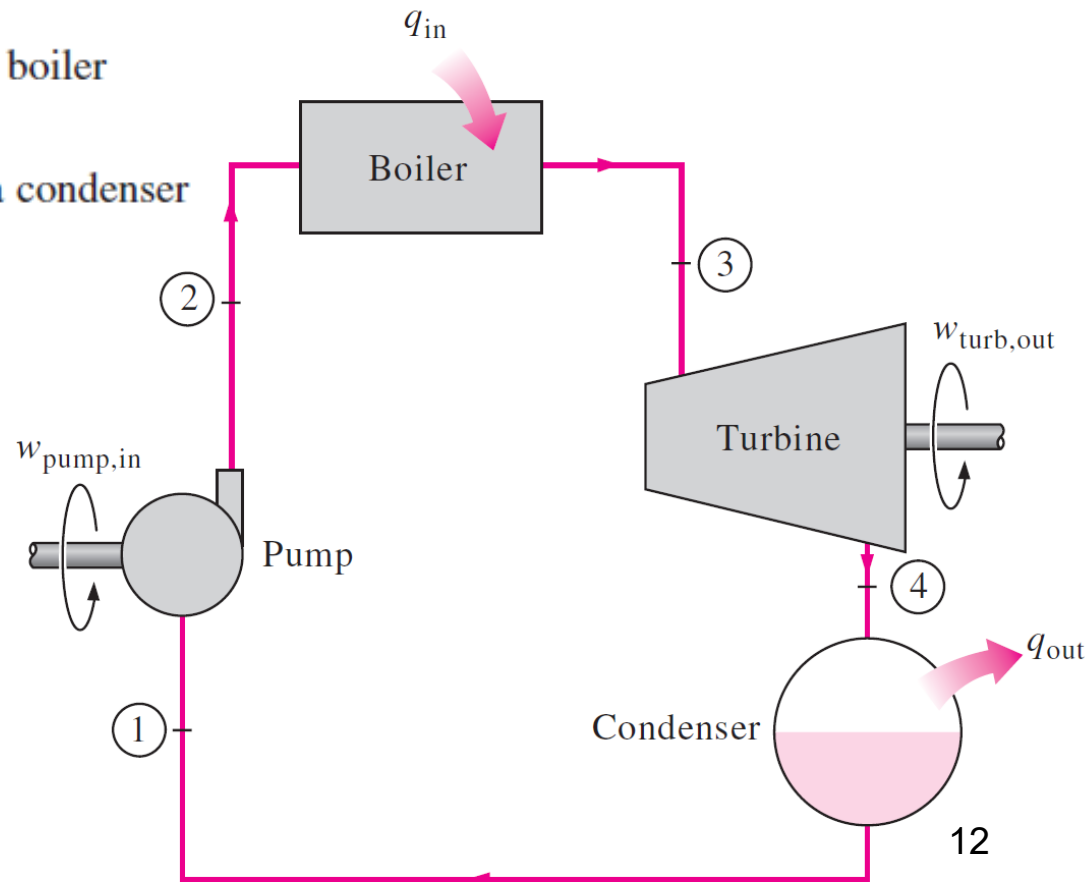 boiler
condenser
q_in
Boiler
2
3
w_turb,out
Turbine
w_pump,in
Pump
4
q_out
1
Condenser
12